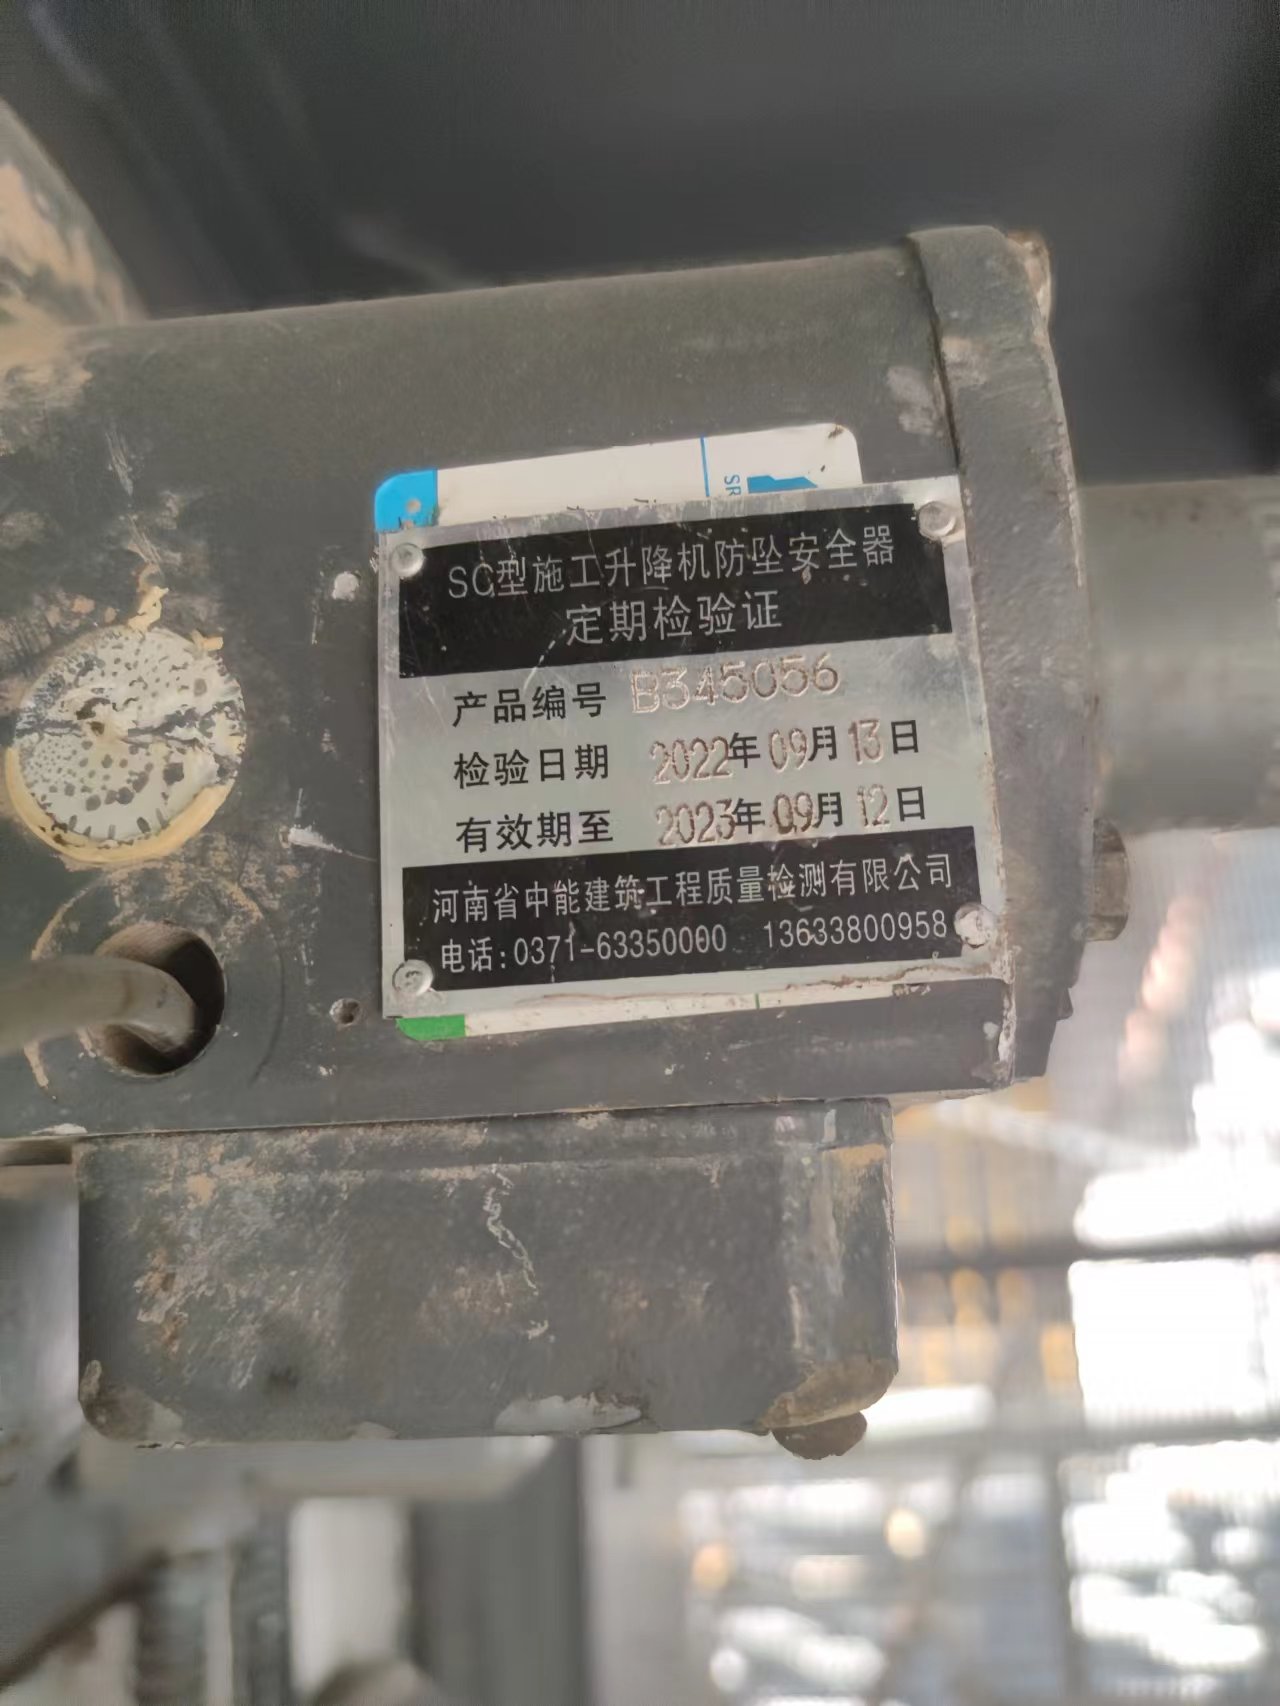 SR
SC型施工升降机防坠安全器
定期检验证
产品编号 B345056
检验日期 2022年09月13日
有效期至 2023年09月12日
河南省中能建筑工程质量检测有限公司
电话:0371-63350000 13633800958